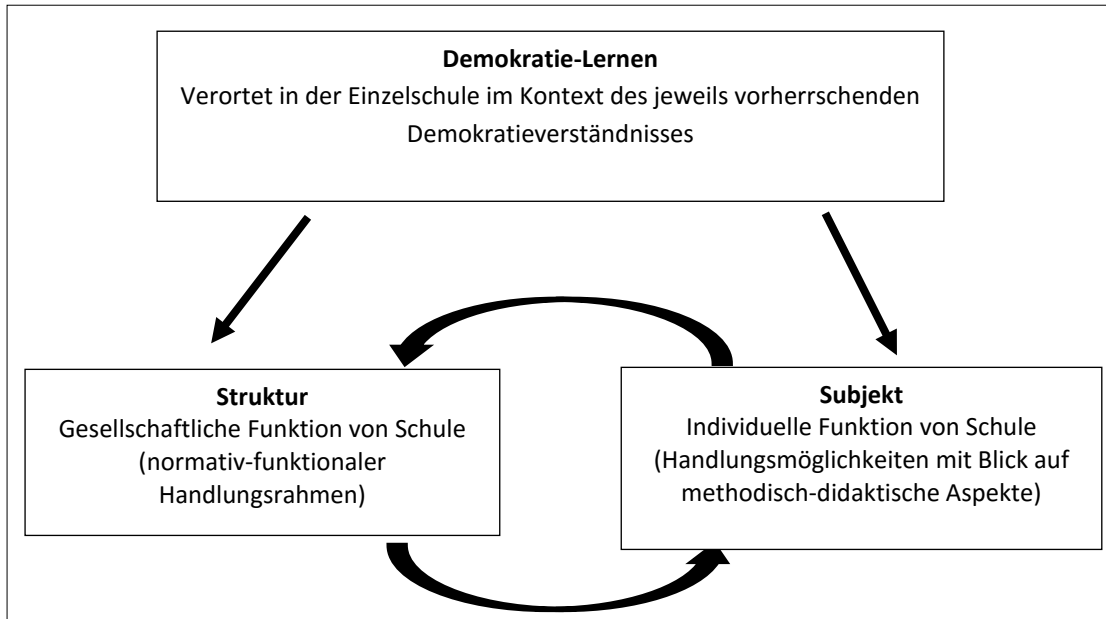 Demokratie-Lernen
Verortet in der Einzelschule im Kontext des jeweils vorherrschenden
Demokratieverständnisses
Struktur
Gesellschaftliche Funktion von Schule
(normativ-funktionaler
Handlungsrahmen)
Subjekt
Individuelle Funktion von Schule
(Handlungsmöglichkeiten mit Blick auf
methodisch-didaktische Aspekte)